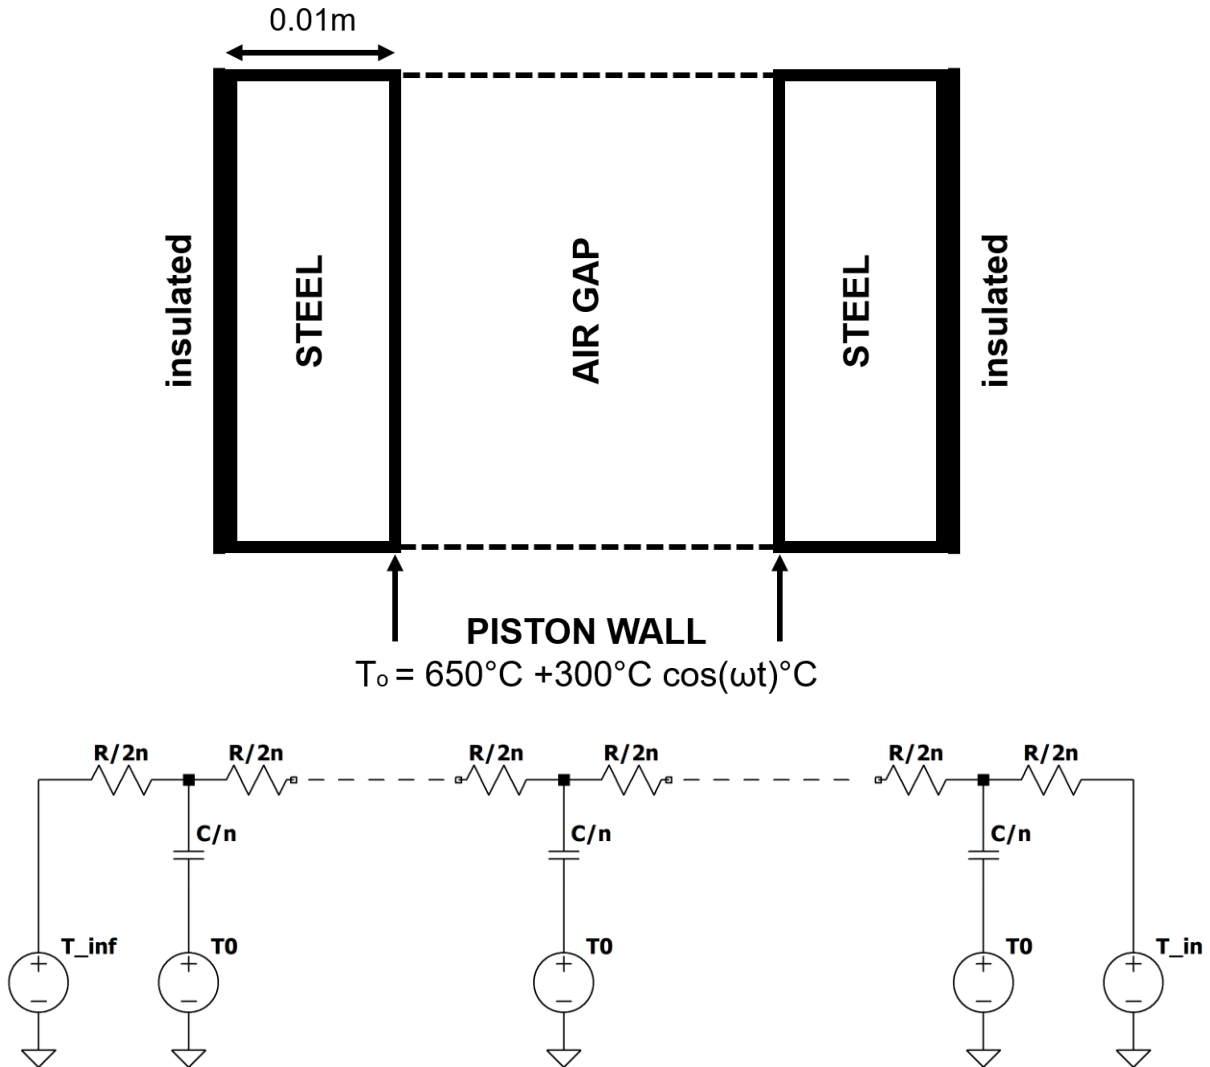 0.01m
insulated
STEEL
AIR GAP
STEEL
insulated
PISTON WALL
To = 650°C +300°C cos(ωt)°C
R/2n R/2n R/2n R/2n R/2n R/2n
C/n C/n C/n
T_inf T0 T0 T0 T_in
+ + + + +
− − − − −